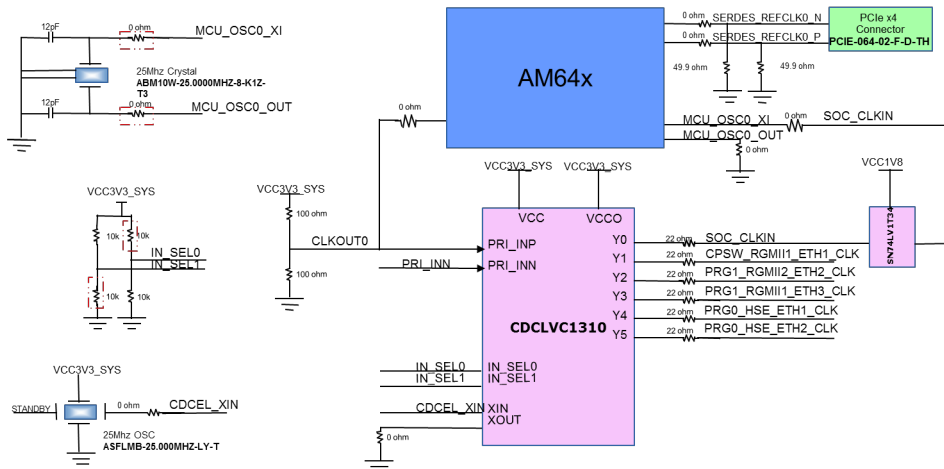 12pF
0 ohm
MCU_OSC0_XI
25Mhz Crystal
ABM10W-25.0000MHZ-8-K1Z-
T3
12pF
0 ohm
MCU_OSC0_OUT
AM64x
0 ohm
SERDES_REFCLK0_N
0 ohm
SERDES_REFCLK0_P
PCIe x4
Connector
PCIE-064-02-F-D-TH
49.9 ohm
49.9 ohm
0 ohm
MCU_OSC0_XI
0 ohm
SOC_CLKIN
MCU_OSC0_OUT
0 ohm
VCC1V8
SN74LV1T34
VCC3V3_SYS
10k
10k
IN_SEL0
IN_SEL1
10k
10k
VCC3V3_SYS
100 ohm
CLKOUT0
100 ohm
PRI_INN
VCC3V3_SYS
VCC3V3_SYS
VCC
VCCO
PRI_INP
PRI_INN
CDCLVC1310
Y0
22 ohm
SOC_CLKIN
Y1
22 ohm
CPSW_RGMII1_ETH1_CLK
Y2
22 ohm
PRG1_RGMII2_ETH2_CLK
Y3
22 ohm
PRG1_RGMII1_ETH3_CLK
Y4
22 ohm
PRG0_HSE_ETH1_CLK
Y5
22 ohm
PRG0_HSE_ETH2_CLK
IN_SEL0
IN_SEL0
IN_SEL1
IN_SEL1
CDCEL_XIN
XIN
XOUT
0 ohm
VCC3V3_SYS
STANDBY
0 ohm
CDCEL_XIN
25Mhz OSC
ASFLMB-25.000MHZ-LY-T